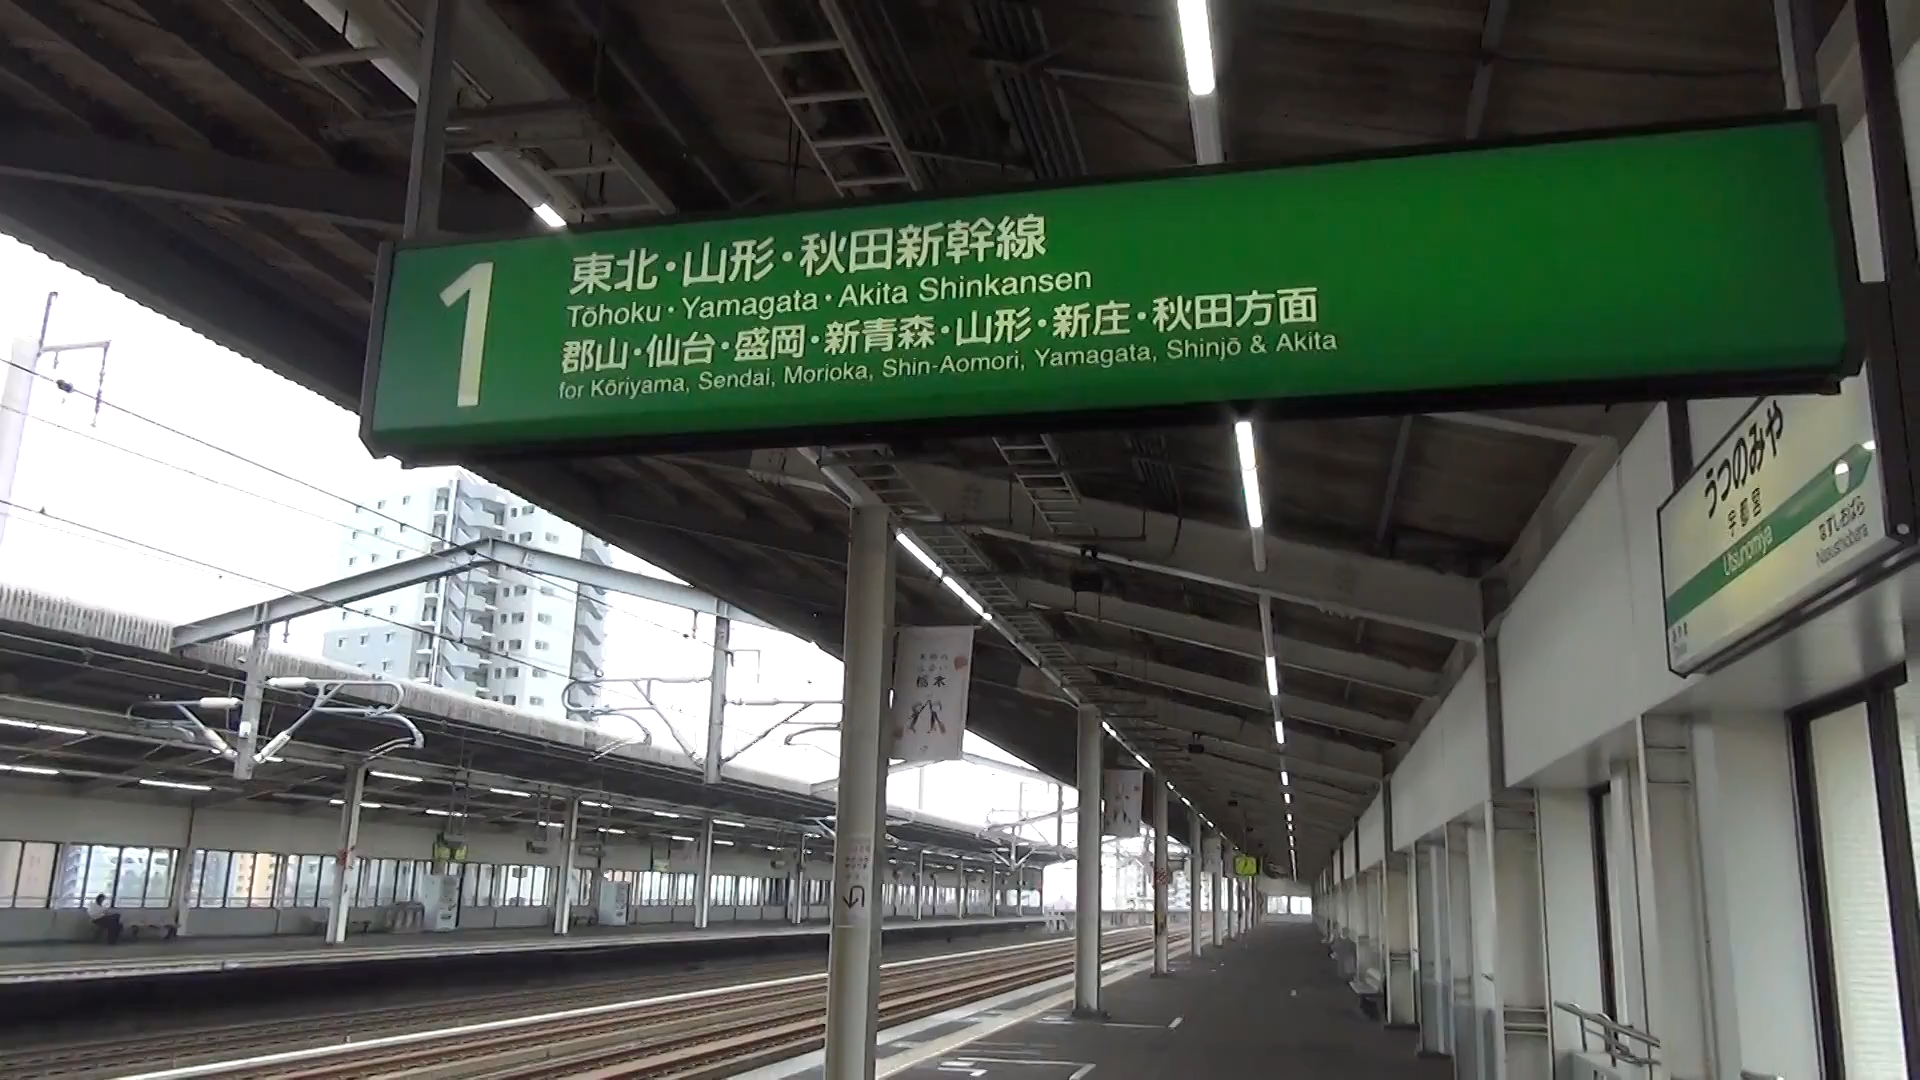 1
東北・山形・秋田新幹線
Tōhoku・Yamagata・Akita Shinkansen
郡山・仙台・盛岡・新青森・山形・新庄・秋田方面
for Kōriyama, Sendai, Morioka, Shin-Aomori, Yamagata, Shinjō & Akita
うつのみや
宇都宮
Utsunomiya
なすしおばら
Nasushiobara
栃木